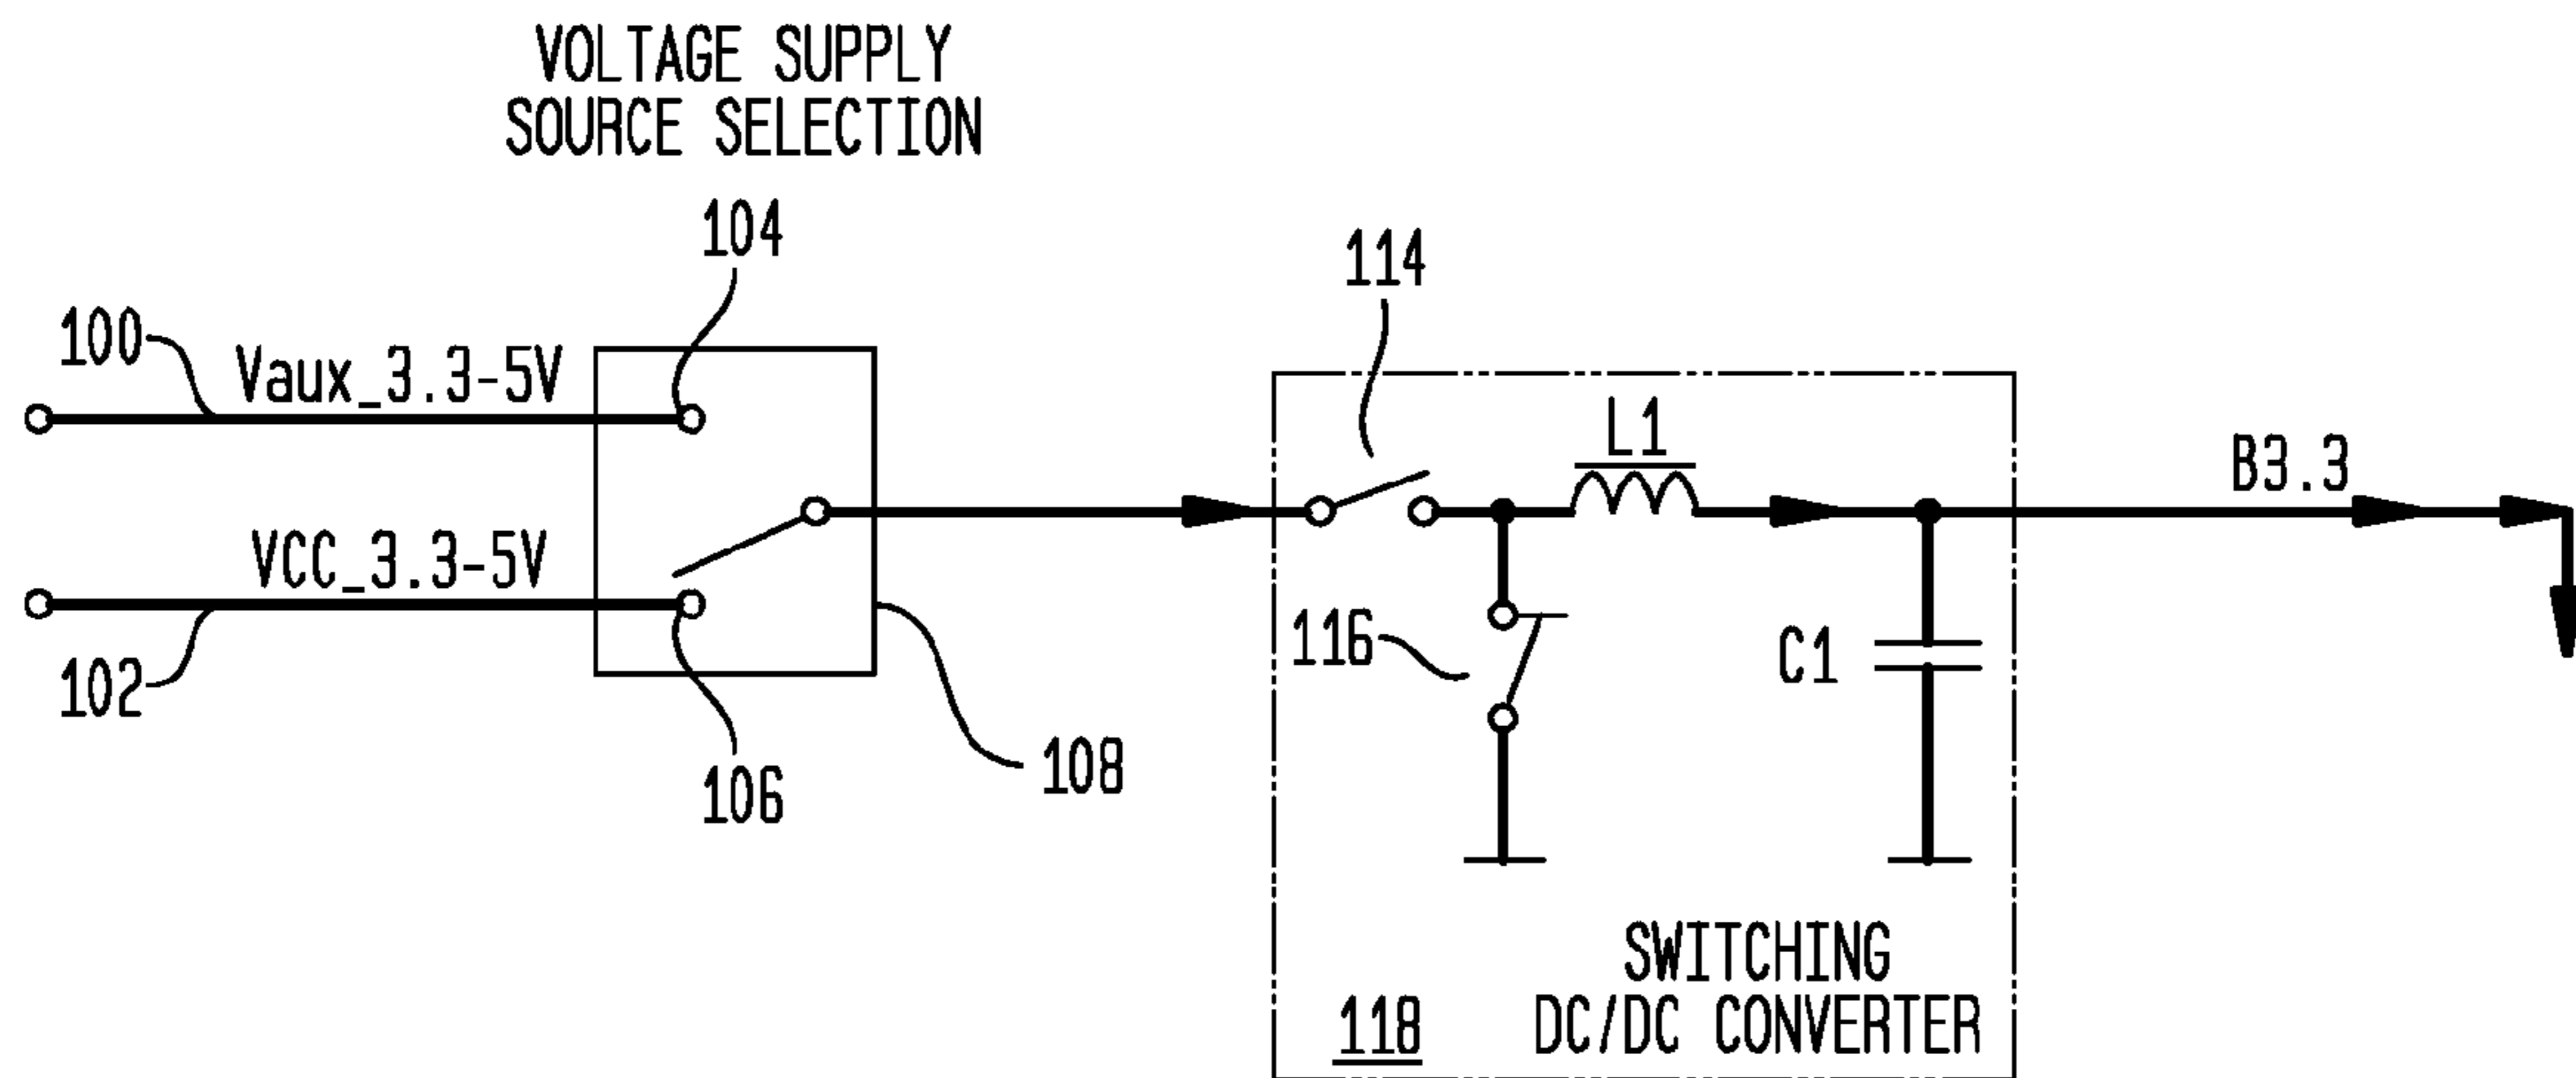 VOLTAGE SUPPLY
SOURCE SELECTION
104
114
100
Vaux_3.3-5V
L1
B3.3
VCC_3.3-5V
116
C1
102
106
108
SWITCHING
DC/DC CONVERTER
118